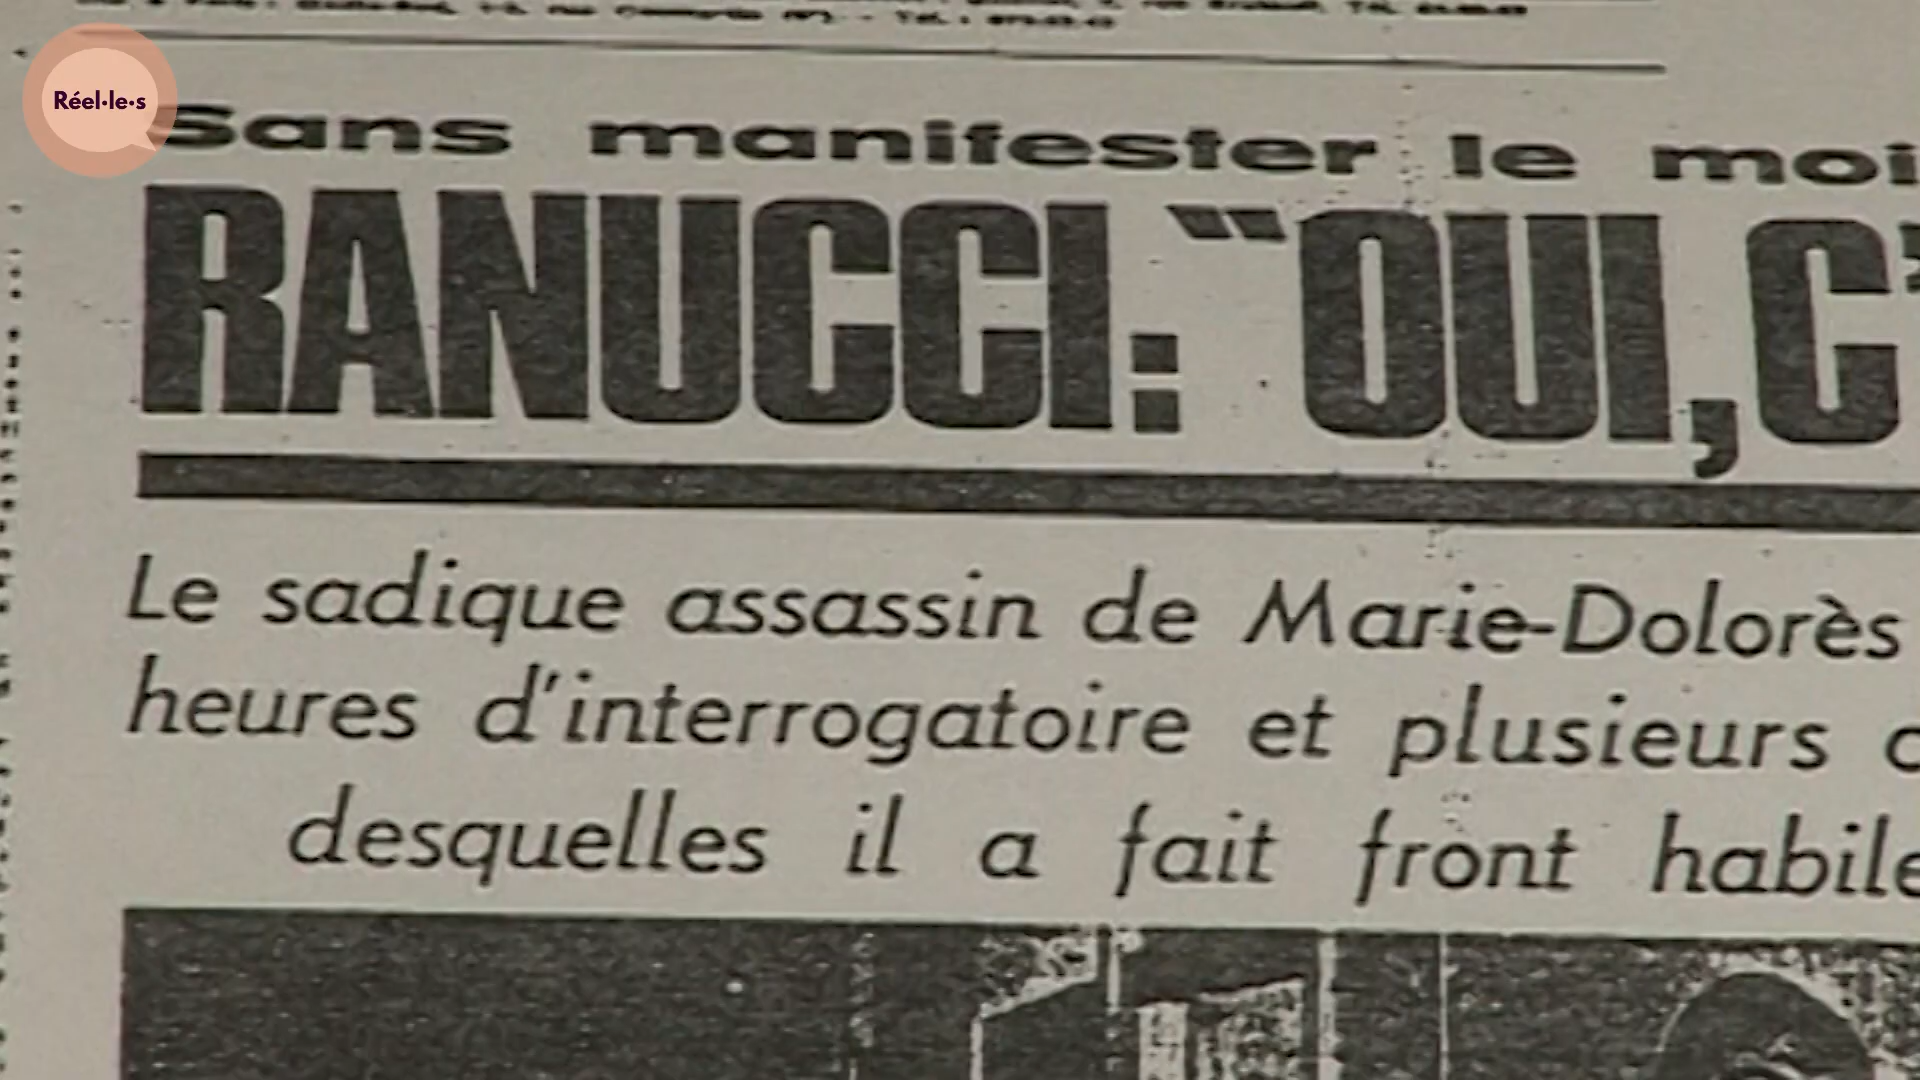 Réel·le·s
Sans manifester le moi
RANUCCI: "OUI, C'
Le sadique assassin de Marie-Dolorès
heures d'interrogatoire et plusieurs
desquelles il a fait front habile